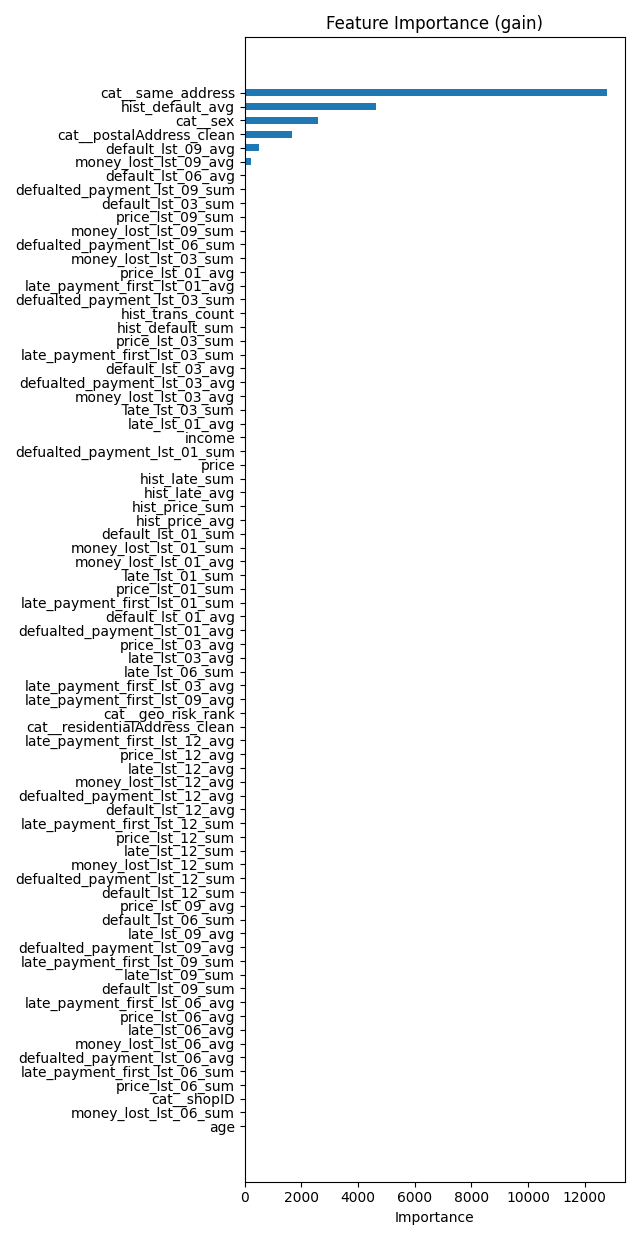 Feature Importance (gain)
cat__same_address
hist_default_avg
cat__sex
cat__postalAddress_clean
default_lst_09_avg
money_lost_lst_09_avg
default_lst_06_avg
defualted_payment_lst_09_sum
default_lst_03_sum
price_lst_09_sum
money_lost_lst_09_sum
defualted_payment_lst_06_sum
money_lost_lst_03_sum
price_lst_01_avg
late_payment_first_lst_01_avg
defualted_payment_lst_03_sum
hist_trans_count
hist_default_sum
price_lst_03_sum
late_payment_first_lst_03_sum
default_lst_03_avg
defualted_payment_lst_03_avg
money_lost_lst_03_avg
late_lst_03_sum
late_lst_01_avg
income
defualted_payment_lst_01_sum
price
hist_late_sum
hist_late_avg
hist_price_sum
hist_price_avg
default_lst_01_sum
money_lost_lst_01_sum
money_lost_lst_01_avg
late_lst_01_sum
price_lst_01_sum
late_payment_first_lst_01_sum
default_lst_01_avg
defualted_payment_lst_01_avg
price_lst_03_avg
late_lst_03_avg
late_lst_06_sum
late_payment_first_lst_03_avg
late_payment_first_lst_09_avg
cat__geo_risk_rank
cat__residentialAddress_clean
late_payment_first_lst_12_avg
price_lst_12_avg
late_lst_12_avg
money_lost_lst_12_avg
defualted_payment_lst_12_avg
default_lst_12_avg
late_payment_first_lst_12_sum
price_lst_12_sum
late_lst_12_sum
money_lost_lst_12_sum
defualted_payment_lst_12_sum
default_lst_12_sum
price_lst_09_avg
default_lst_06_sum
late_lst_09_avg
defualted_payment_lst_09_avg
late_payment_first_lst_09_sum
late_lst_09_sum
default_lst_09_sum
late_payment_first_lst_06_avg
price_lst_06_avg
late_lst_06_avg
money_lost_lst_06_avg
defualted_payment_lst_06_avg
late_payment_first_lst_06_sum
price_lst_06_sum
cat__shopID
money_lost_lst_06_sum
age
0 2000 4000 6000 8000 10000 12000
Importance